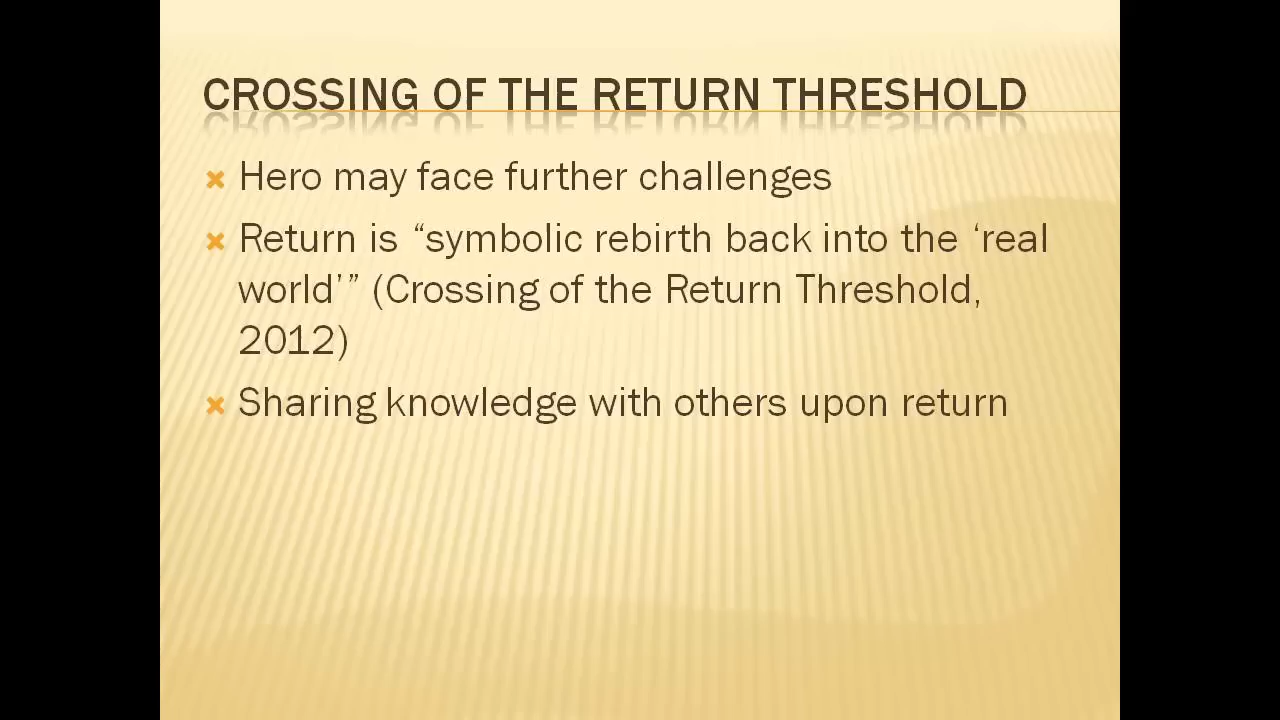 CROSSING OF THE RETURN THRESHOLD
Hero may face further challenges
Return is “symbolic rebirth back into the ‘real
world’” (Crossing of the Return Threshold,
2012)
Sharing knowledge with others upon return